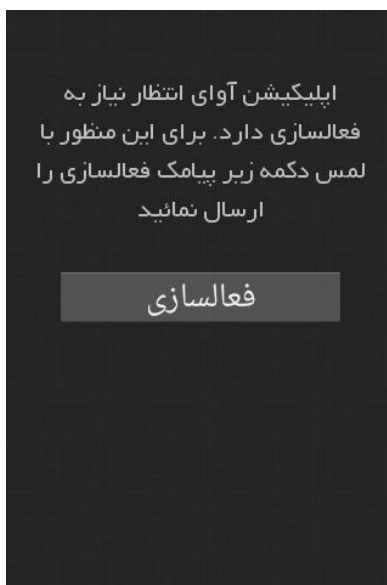 اپلیکیشن آوای انتظار نیاز به
فعالسازی دارد. برای این منظور با
لمس دکمه زیر پیامک فعالسازی را
ارسال نمائید
فعالسازی